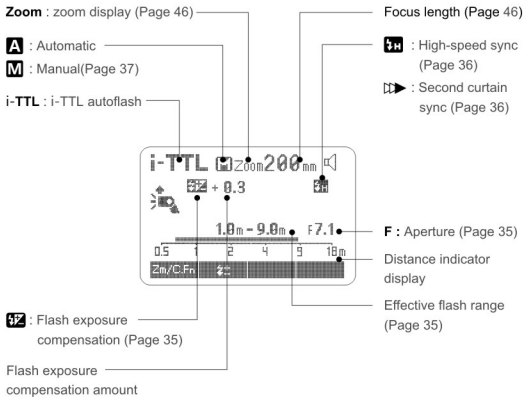 Zoom : zoom display (Page 46)
Focus length (Page 46)
A : Automatic
M : Manual(Page 37)
i-TTL : i-TTL autoflash
H : High-speed sync
(Page 36)
: Second curtain
sync (Page 36)
i-TTL M Zoom 200mm
+ 0.3 H
1.0m - 9.0m F7.1
0.5 1 2 4 9 18m
Zm/C.Fn
F : Aperture (Page 35)
Distance indicator
display
Effective flash range
(Page 35)
: Flash exposure
compensation (Page 35)
Flash exposure
compensation amount